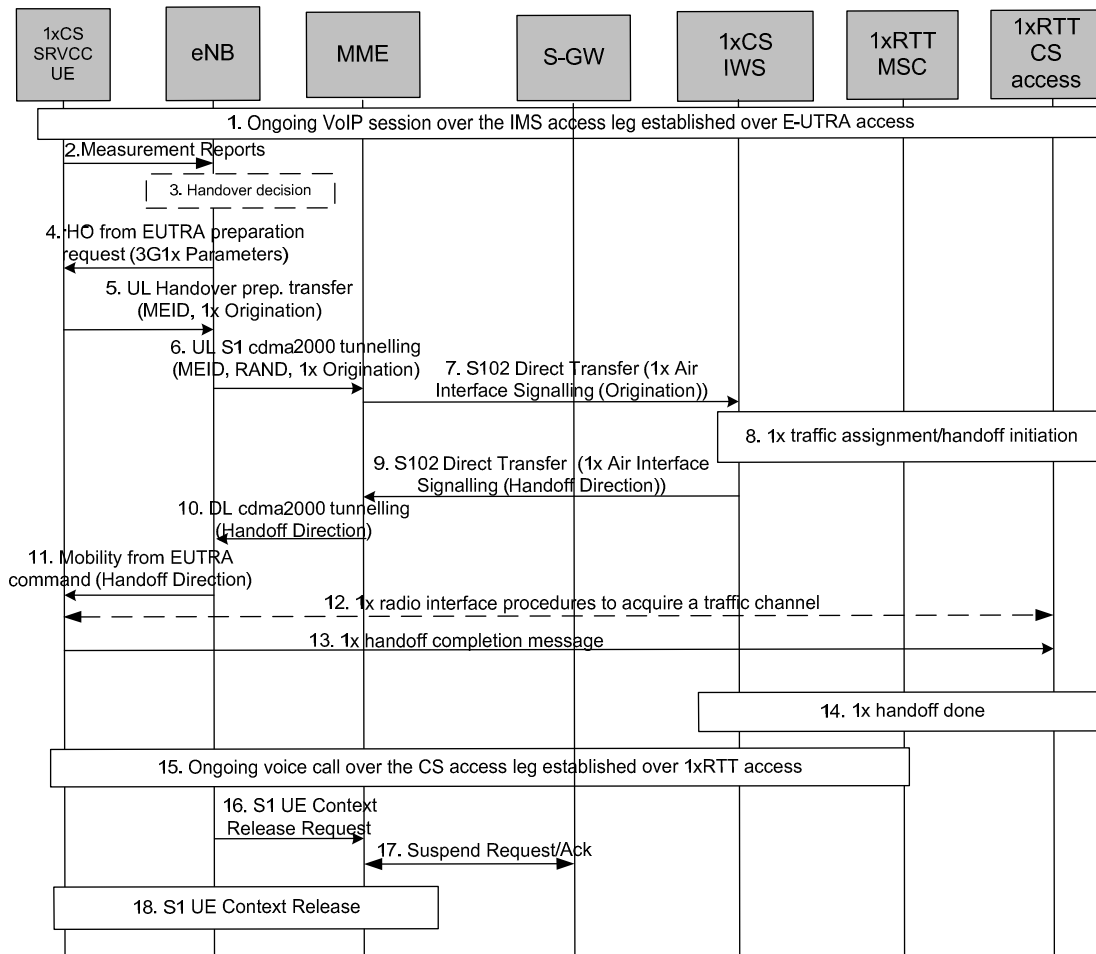 1xCS
SRVCC
UE
eNB
MME
S-GW
1xCS
IWS
1xRTT
MSC
1xRTT
CS
access
1. Ongoing VoIP session over the IMS access leg established over E-UTRA access
2.Measurement Reports
3. Handover decision
4. HO from EUTRA preparation
request (3G1x Parameters)
5. UL Handover prep. transfer
(MEID, 1x Origination)
6. UL S1 cdma2000 tunnelling
(MEID, RAND, 1x Origination)
7. S102 Direct Transfer (1x Air
Interface Signalling (Origination))
8. 1x traffic assignment/handoff initiation
9. S102 Direct Transfer (1x Air Interface
Signalling (Handoff Direction))
10. DL cdma2000 tunnelling
(Handoff Direction)
11. Mobility from EUTRA
command (Handoff Direction)
12. 1x radio interface procedures to acquire a traffic channel
13. 1x handoff completion message
14. 1x handoff done
15. Ongoing voice call over the CS access leg established over 1xRTT access
16. S1 UE Context
Release Request
17. Suspend Request/Ack
18. S1 UE Context Release